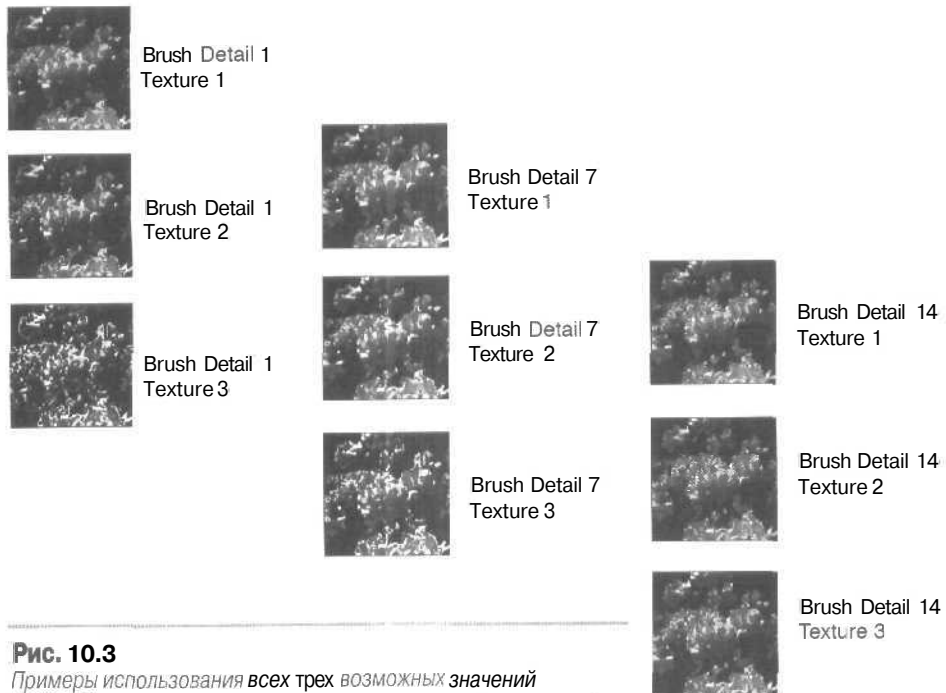 Brush Detail 1
Texture 1
Brush Detail 1
Texture 2
Brush Detail 1
Texture 3
Brush Detail 7
Texture 1
Brush Detail 7
Texture 2
Brush Detail 7
Texture 3
Brush Detail 14
Texture 1
Brush Detail 14
Texture 2
Brush Detail 14
Texture 3
Рис. 10.3
Примеры использования всех трех возможных значений